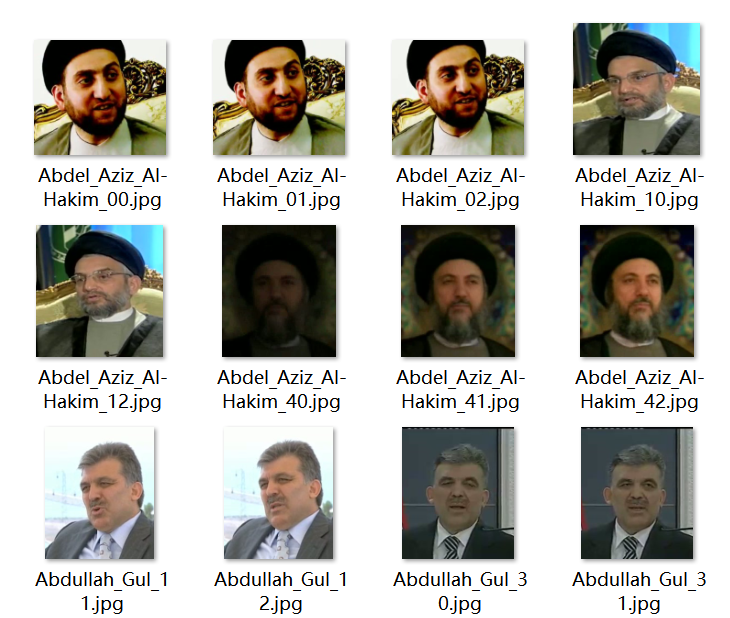 Abdel_Aziz_Al-
Hakim_00.jpg
Abdel_Aziz_Al-
Hakim_01.jpg
Abdel_Aziz_Al-
Hakim_02.jpg
Abdel_Aziz_Al-
Hakim_10.jpg
Abdel_Aziz_Al-
Hakim_12.jpg
Abdel_Aziz_Al-
Hakim_40.jpg
Abdel_Aziz_Al-
Hakim_41.jpg
Abdel_Aziz_Al-
Hakim_42.jpg
Abdullah_Gul_1
1.jpg
Abdullah_Gul_1
2.jpg
Abdullah_Gul_3
0.jpg
Abdullah_Gul_3
1.jpg